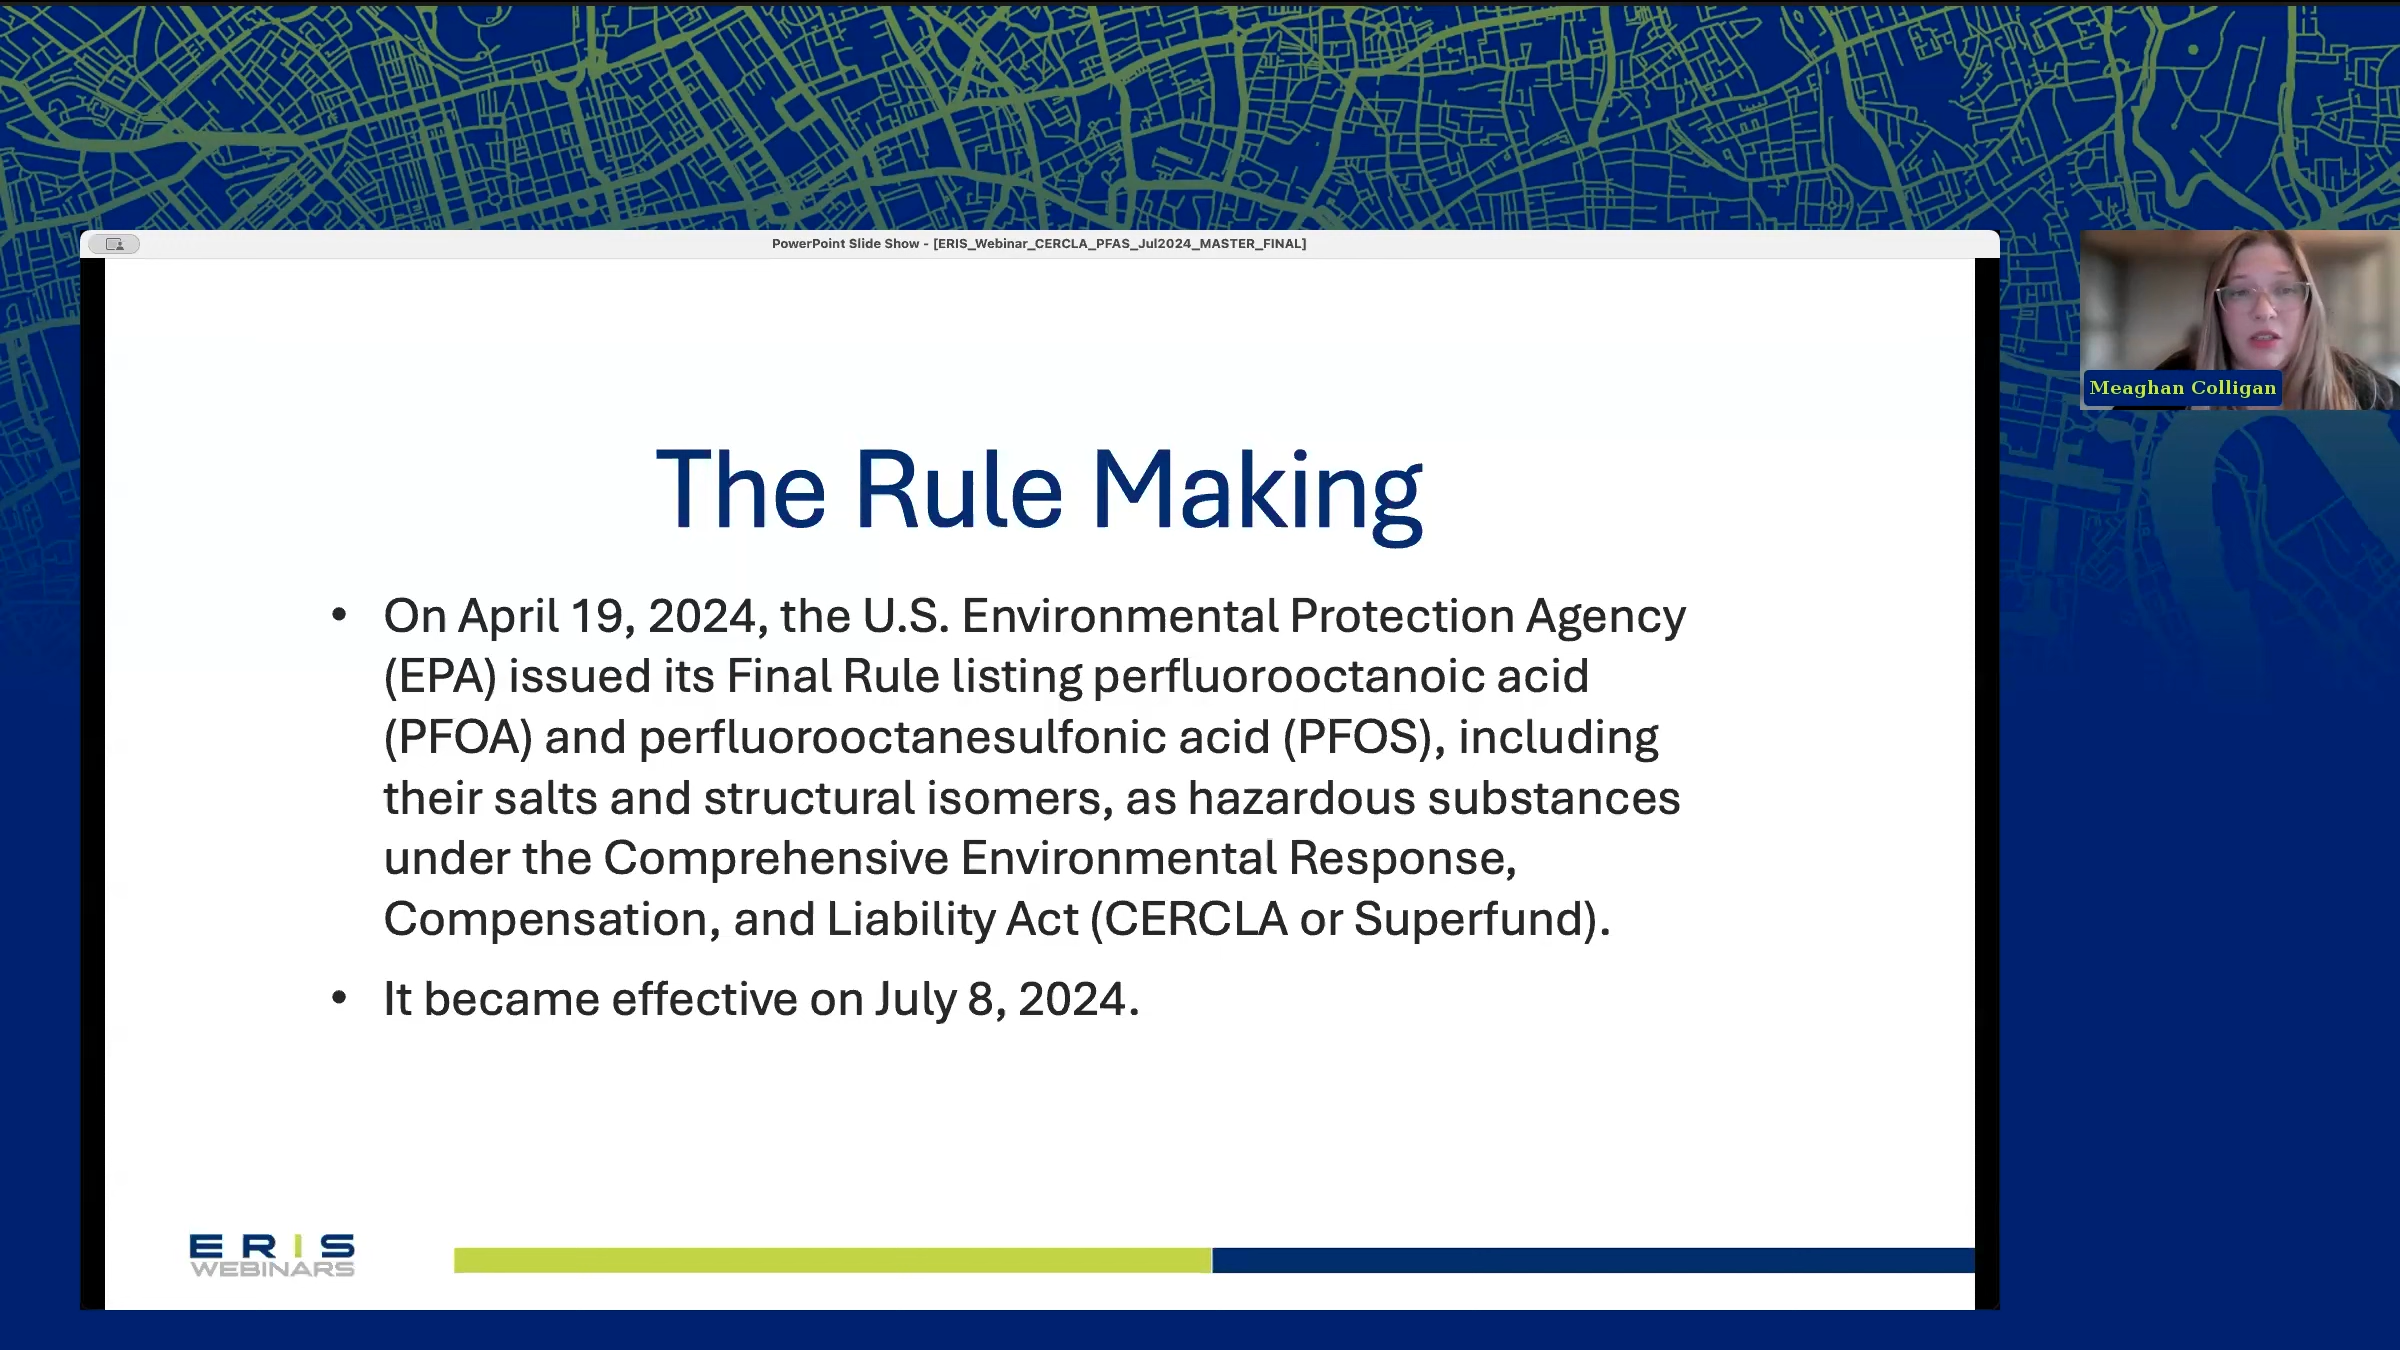 PowerPoint Slide Show - [ERIS_Webinar_CERCLA_PFAS_Jul2024_MASTER_FINAL]
Meaghan Colligan
The Rule Making
• On April 19, 2024, the U.S. Environmental Protection Agency
(EPA) issued its Final Rule listing perfluorooctanoic acid
(PFOA) and perfluorooctanesulfonic acid (PFOS), including
their salts and structural isomers, as hazardous substances
under the Comprehensive Environmental Response,
Compensation, and Liability Act (CERCLA or Superfund).
• It became effective on July 8, 2024.
ERIS
WEBINARS